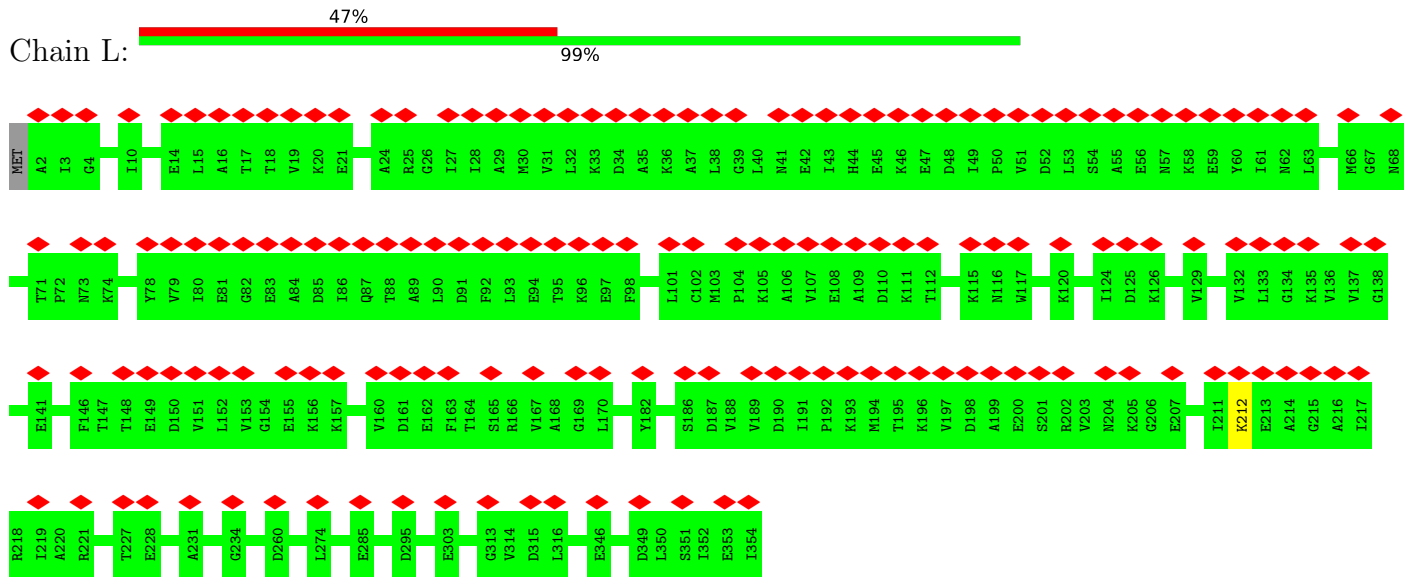 47%
Chain L:
99%
MET A2 I3 G4 I10 E14 L15 A16 T17 T18 V19 K20 E21 A24 R25 G26 I27 I28 A29 M30 V31 L32 K33 D34 A35 K36 A37 L38 G39 L40 N41 E42 I43 H44 E45 K46 E47 D48 I49 P50 V51 D52 L53 S54 A55 E56 N57 K58 E59 Y60 I61 N62 L63 M66 G67 N68
T71 P72 N73 K74 Y78 V79 I80 E81 G82 E83 A84 D85 I86 Q87 T88 A89 L90 D91 F92 L93 E94 T95 K96 E97 F98 L101 C102 M103 P104 K105 A106 V107 E108 A109 D110 K111 T112 K115 N116 W117 K120 I124 D125 K126 V129 V132 L133 G134 K135 V136 V137 G138
E141 F146 T147 T148 E149 D150 V151 L152 V153 G154 E155 K156 K157 V160 D161 E162 F163 T164 S165 R166 V167 A168 G169 L170 Y182 S186 D187 V188 V189 D190 I191 P192 K193 M194 T195 K196 V197 D198 A199 E200 S201 R202 V203 N204 K205 G206 E207 I211 K212 E213 A214 G215 A216 I217
R218 T219 A220 R221 T227 E228 A231 G234 D260 L274 E285 D295 E303 G313 V314 D315 L316 E346 D349 L350 S351 I352 E353 I354